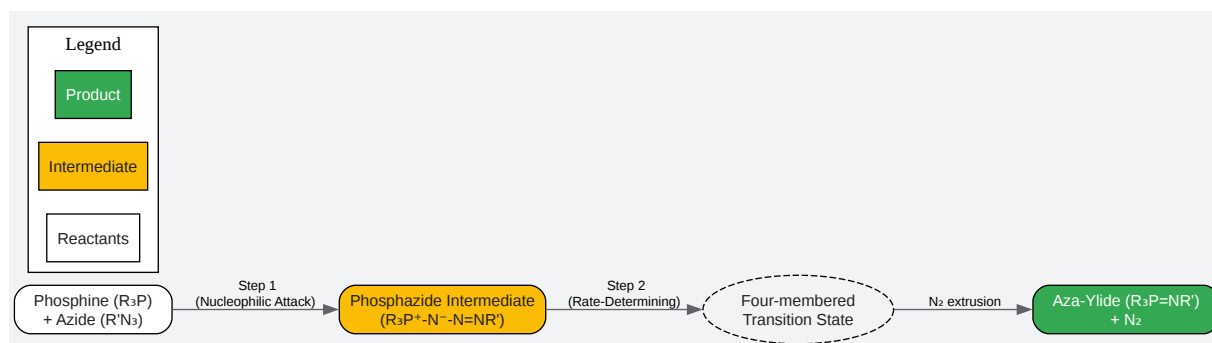 Legend
Product
Intermediate
Reactants
Phosphine (R₃P)
+ Azide (R'N₃)
Step 1
(Nucleophilic Attack)
Phosphazide Intermediate
(R₃P⁺-N⁻-N=NR')
Step 2
(Rate-Determining)
Four-membered
Transition State
N₂ extrusion
Aza-Ylide (R₃P=NR')
+ N₂